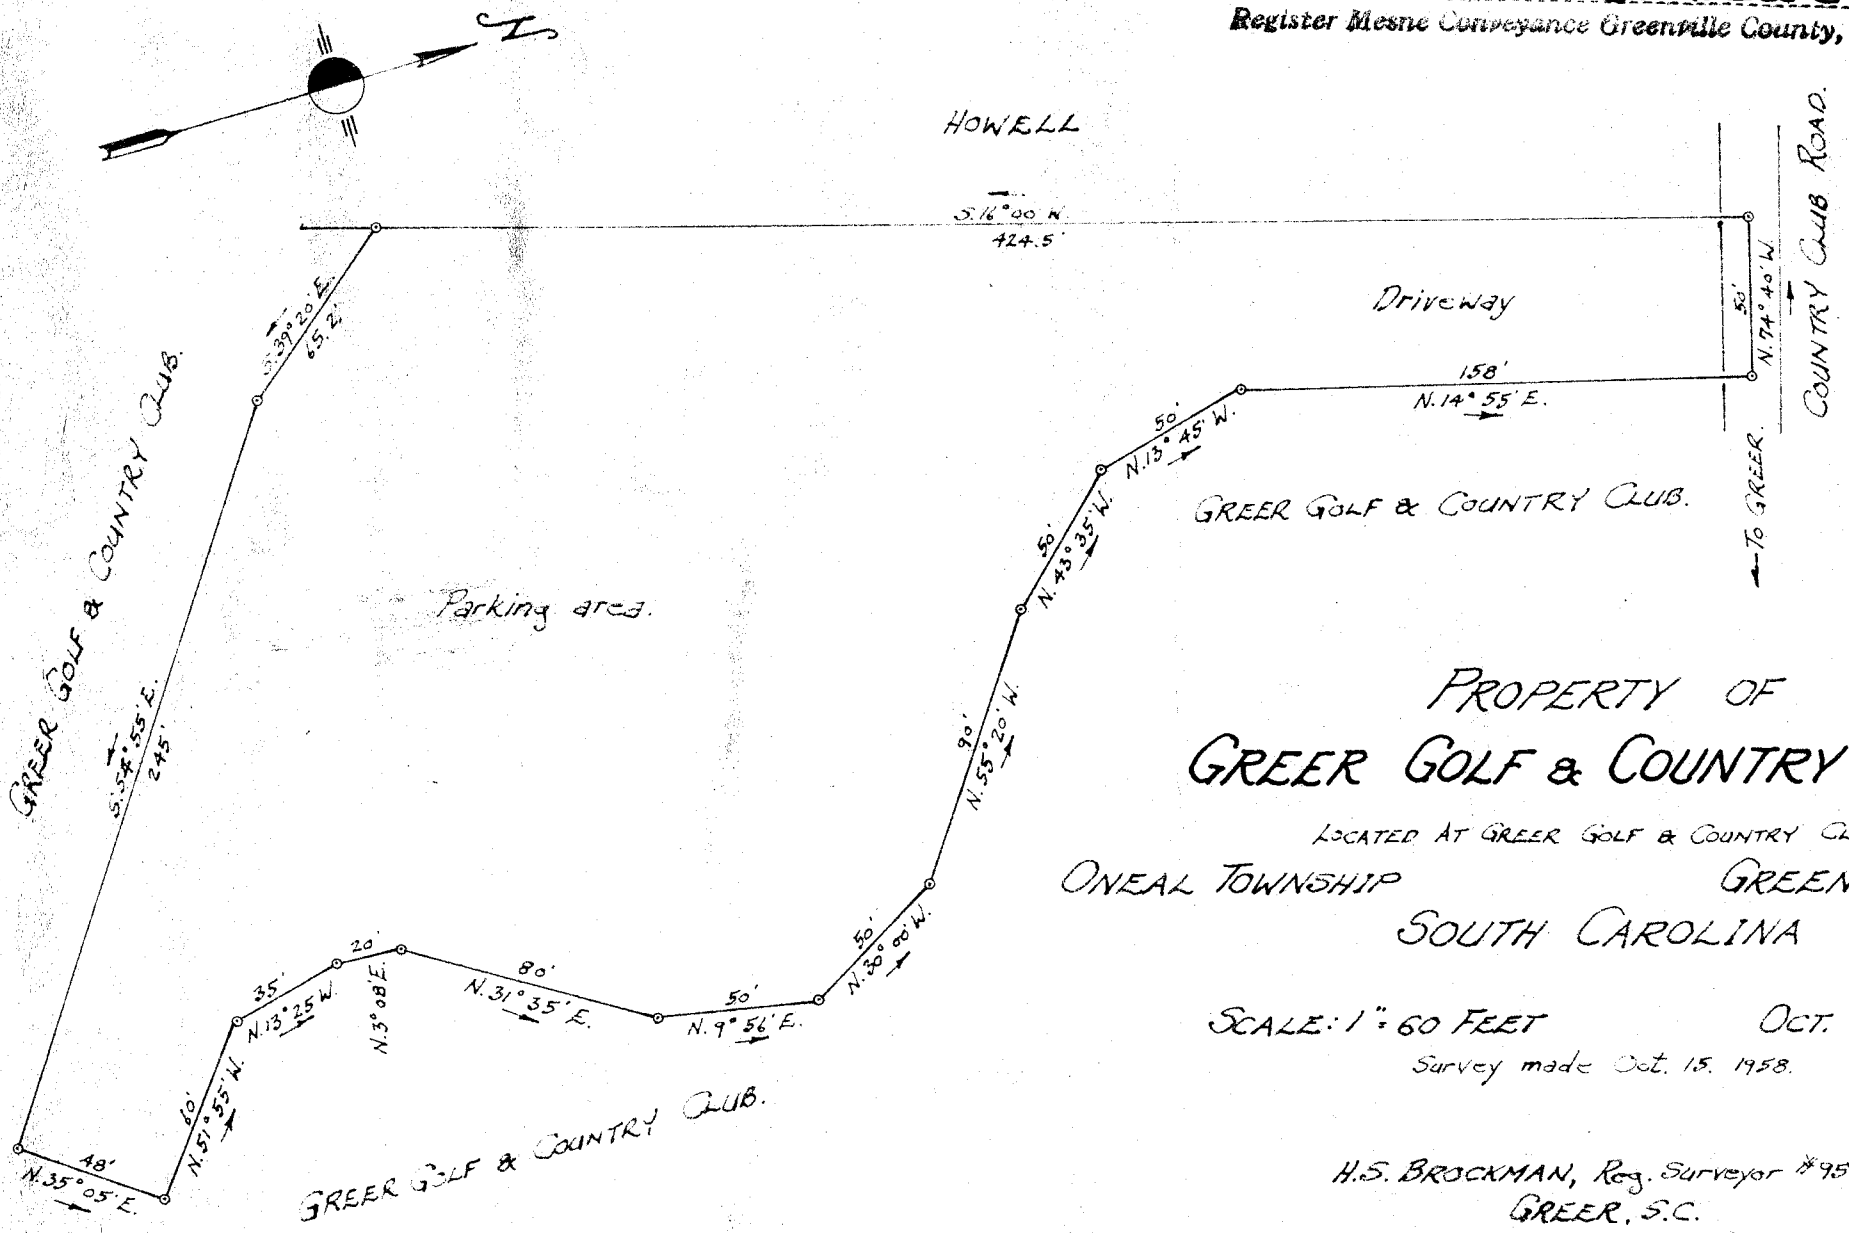 Register Mesne Conveyance Greenville County,
N
HOWELL
S. 16° 00' W.
424.5'
Driveway
50'
N. 74° 40' W.
COUNTRY CLUB ROAD.
← TO GREER.
S. 39° 20' E.
65.2'
158'
N. 14° 55' E.
50'
N. 13° 45' W.
GREER GOLF & COUNTRY CLUB.
50'
N. 43° 35' W.
GREER GOLF & COUNTRY CLUB.
Parking area.
S. 54° 55' E.
245'
90'
N. 55° 20' W.
PROPERTY OF
GREER GOLF & COUNTRY
LOCATED AT GREER GOLF & COUNTRY CL
ONEAL TOWNSHIP GREEN
SOUTH CAROLINA
50'
N. 30° 00' W.
20'
N. 3° 08' E.
35'
N. 13° 25' W.
80'
N. 31° 35' E.
50'
N. 9° 56' E.
60'
N. 51° 55' W.
48'
N. 35° 05' E.
GREER GOLF & COUNTRY CLUB.
SCALE: 1" = 60 FEET OCT.
Survey made Oct. 15. 1958.
H.S. BROCKMAN, Reg. Surveyor #95
GREER, S.C.